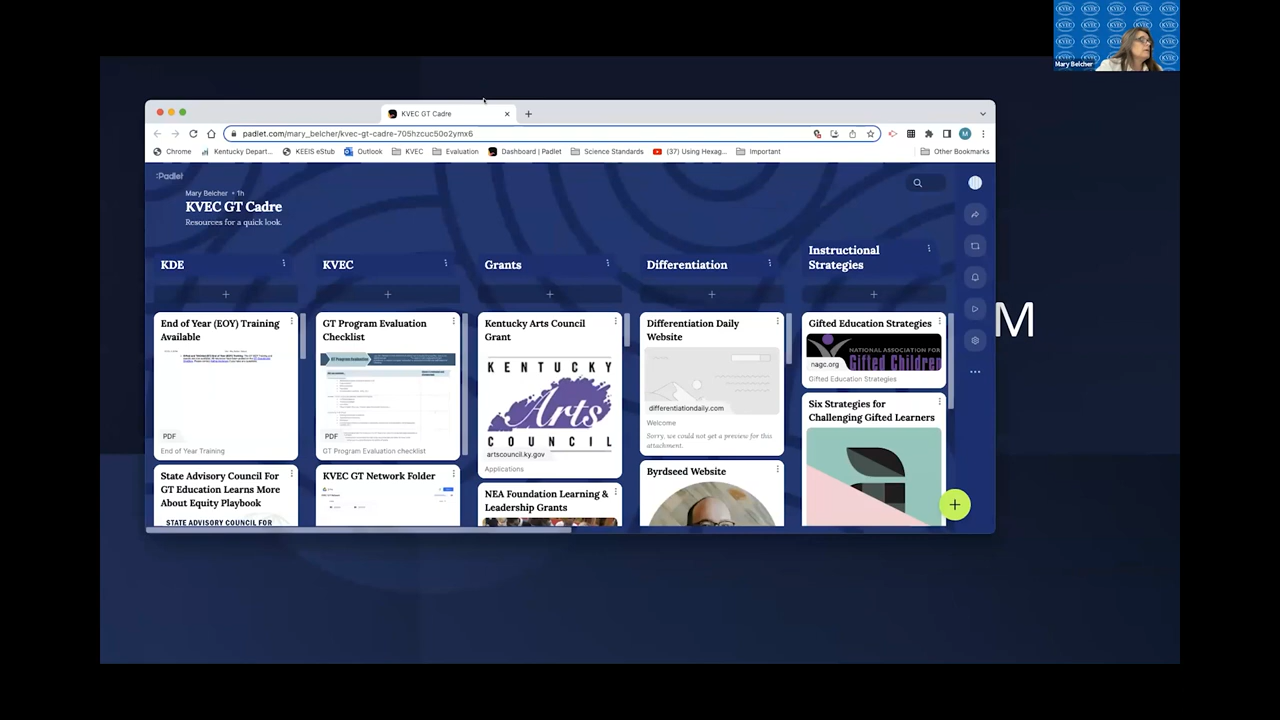 KVEC
Mary Belcher
KVEC GT Cadre
padlet.com/mary_belcher/kvec-gt-cadre-705hzcuc50o2ymx6
Chrome
Kentucky Depart...
KEEIS eStub
Outlook
KVEC
Evaluation
Dashboard | Padlet
Science Standards
(37) Using Hexag...
Important
Other Bookmarks
:Padlet
Mary Belcher • 1h
KVEC GT Cadre
Resources for a quick look.
KDE
End of Year (EOY) Training
Available
PDF
End of Year Training
State Advisory Council For
GT Education Learns More
About Equity Playbook
STATE ADVISORY COUNCIL FOR
KVEC
GT Program Evaluation
Checklist
GT Program Evaluation
PDF
GT Program Evaluation checklist
KVEC GT Network Folder
Grants
Kentucky Arts Council
Grant
KENTUCKY
Arts
COUNCIL
artscouncil.ky.gov
Applications
NEA Foundation Learning &
Leadership Grants
Differentiation
Differentiation Daily
Website
differentiationdaily.com
Welcome
Sorry, we could not get a preview for this
attachment.
Byrdseed Website
Instructional
Strategies
Gifted Education Strategies
NATIONAL ASSOCIATION FOR
Gifted Children
nagc.org
Gifted Education Strategies
Six Strategies for
Challenging Gifted Learners
M